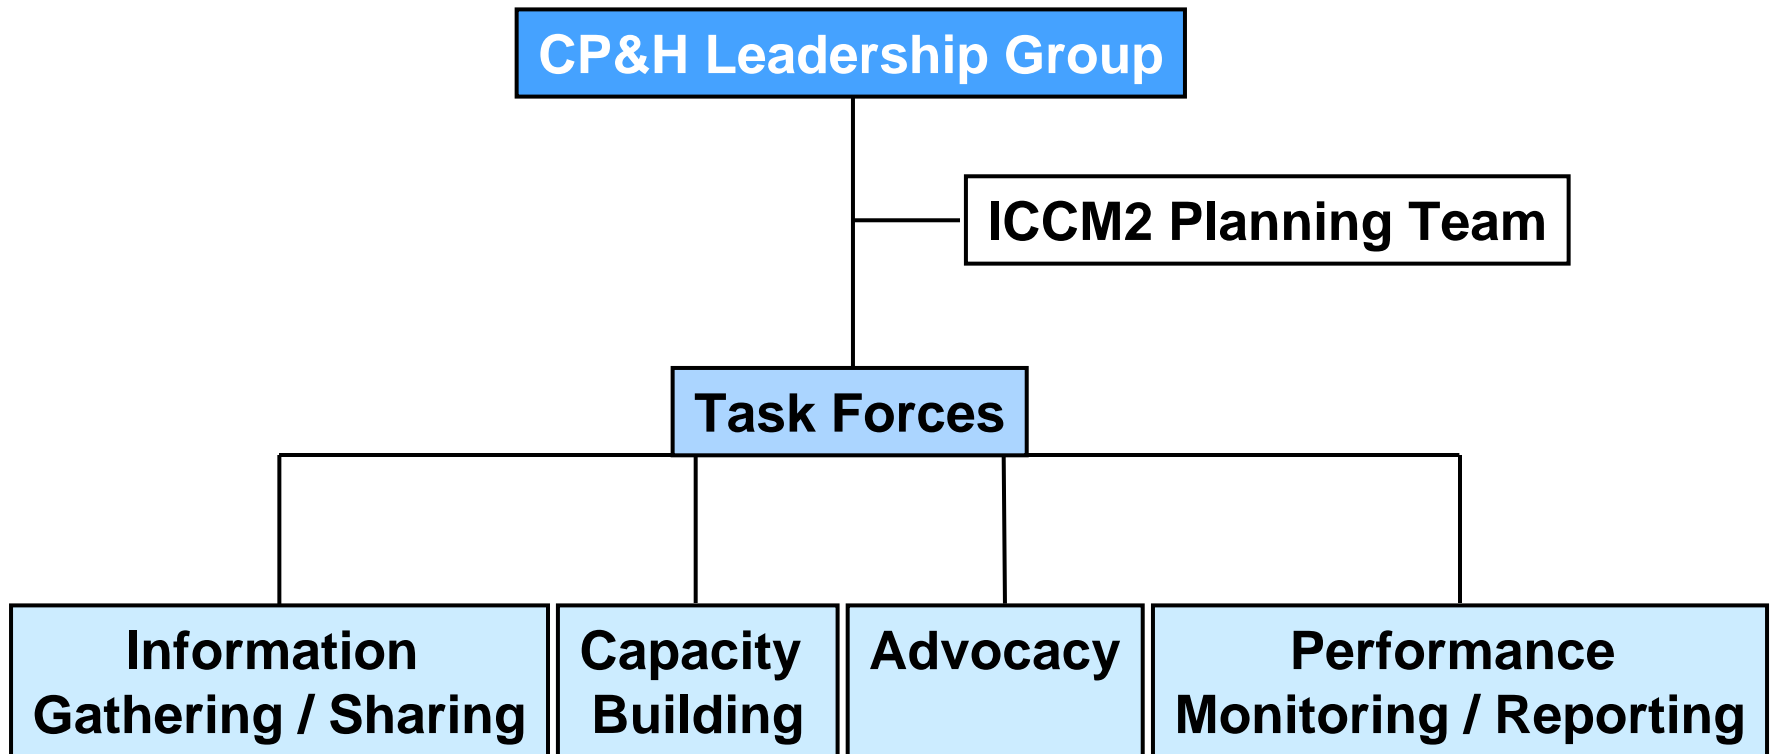 CP&H Leadership Group
ICCM2 Planning Team
Task Forces
Information
Gathering / Sharing
Capacity
Building
Advocacy
Performance
Monitoring / Reporting